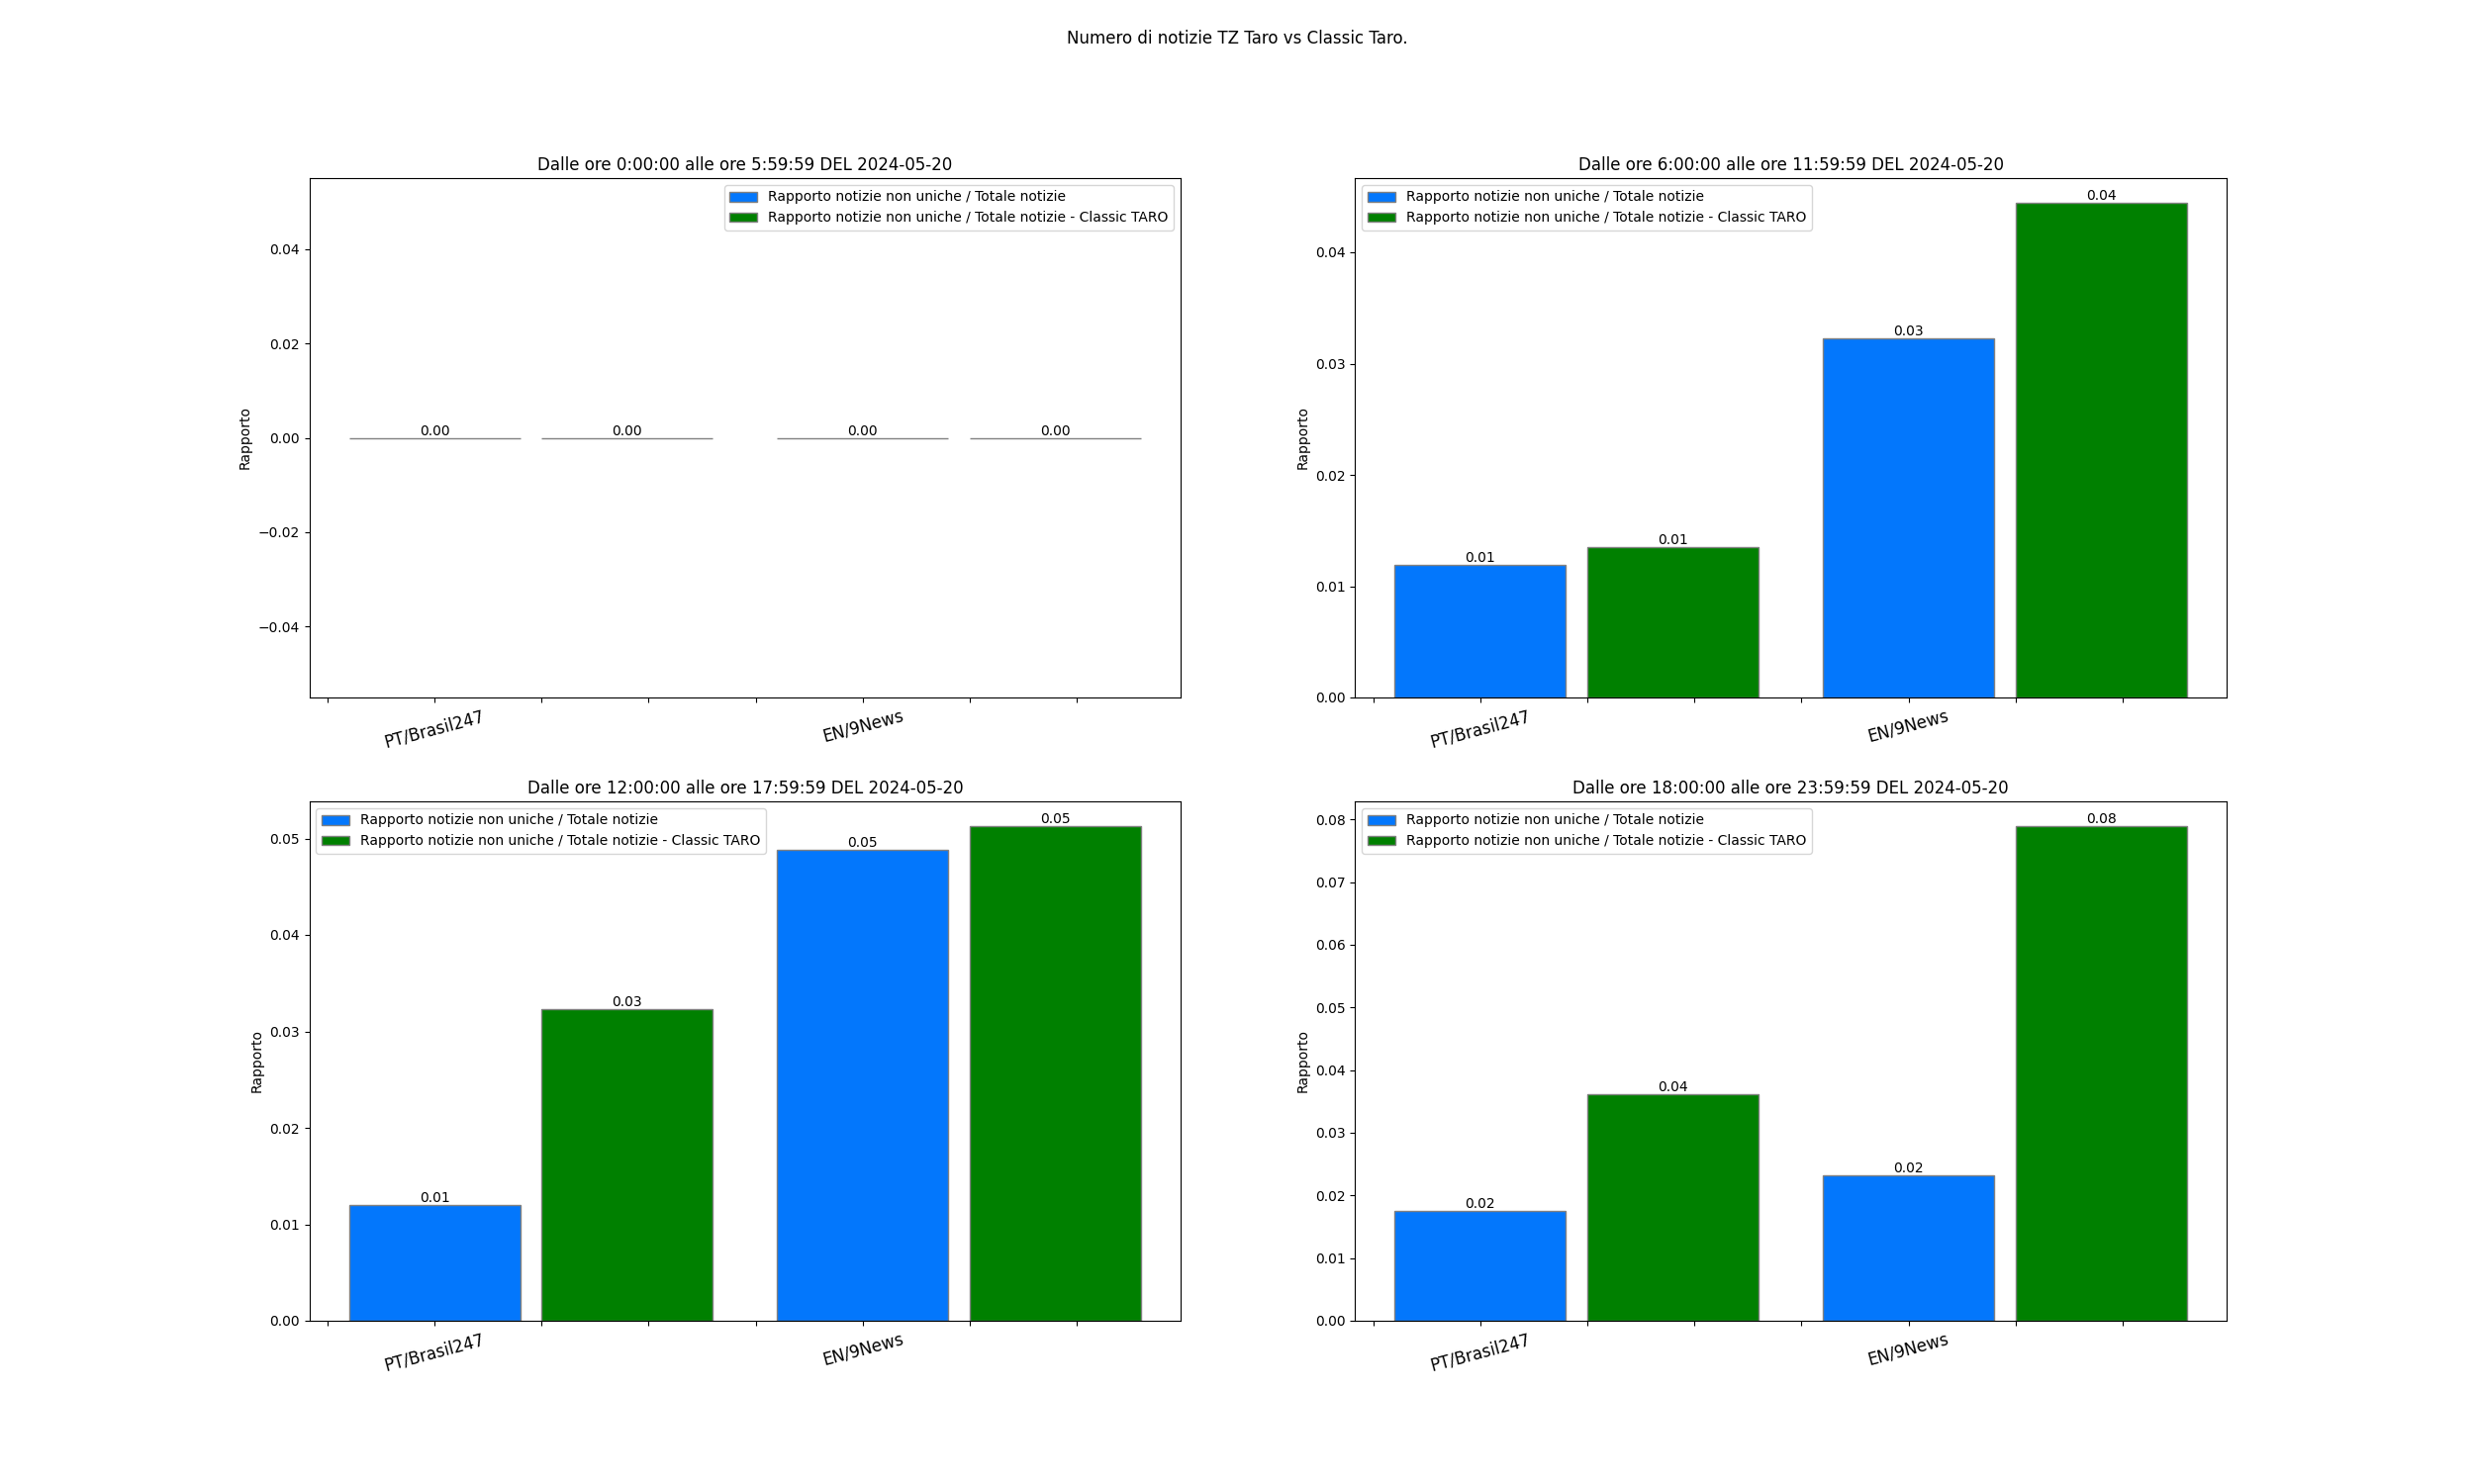 Numero di notizie TZ Taro vs Classic Taro.
Dalle ore 0:00:00 alle ore 5:59:59 DEL 2024-05-20
Rapporto notizie non uniche / Totale notizie
Rapporto notizie non uniche / Totale notizie - Classic TARO
0.04
0.02
0.00
−0.02
−0.04
Rapporto
0.00
0.00
0.00
0.00
PT/Brasil247
EN/9News
Dalle ore 6:00:00 alle ore 11:59:59 DEL 2024-05-20
Rapporto notizie non uniche / Totale notizie
Rapporto notizie non uniche / Totale notizie - Classic TARO
0.04
0.03
0.02
0.01
0.00
Rapporto
0.01
0.01
0.03
0.04
PT/Brasil247
EN/9News
Dalle ore 12:00:00 alle ore 17:59:59 DEL 2024-05-20
Rapporto notizie non uniche / Totale notizie
Rapporto notizie non uniche / Totale notizie - Classic TARO
0.05
0.04
0.03
0.02
0.01
0.00
Rapporto
0.01
0.03
0.05
0.05
PT/Brasil247
EN/9News
Dalle ore 18:00:00 alle ore 23:59:59 DEL 2024-05-20
Rapporto notizie non uniche / Totale notizie
Rapporto notizie non uniche / Totale notizie - Classic TARO
0.08
0.07
0.06
0.05
0.04
0.03
0.02
0.01
0.00
Rapporto
0.02
0.04
0.02
0.08
PT/Brasil247
EN/9News